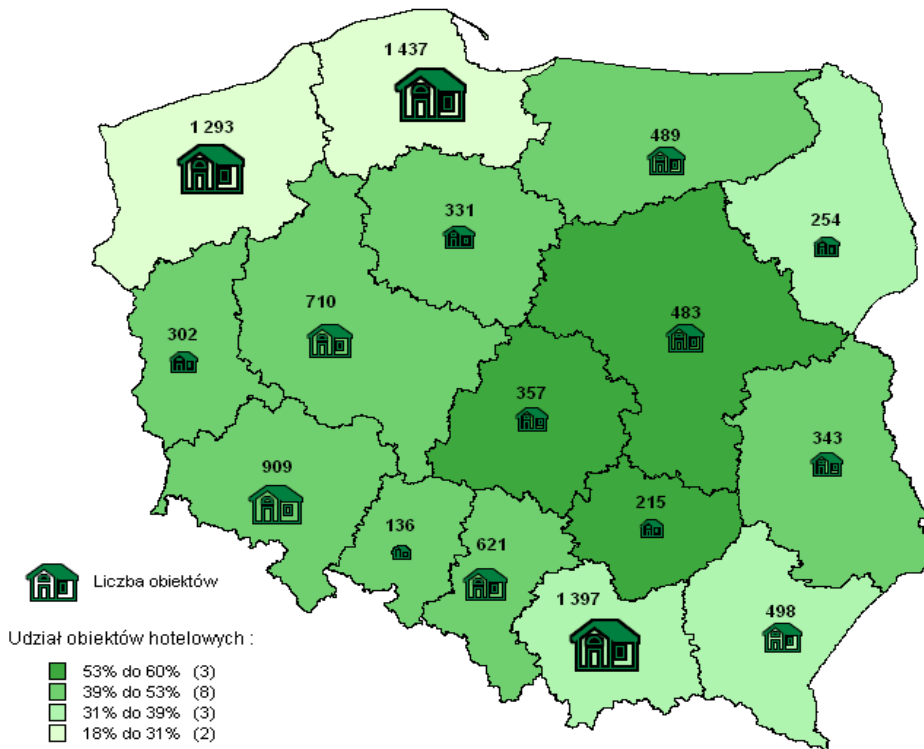 1 437
1 293
489
331
254
710
483
302
357
343
909
215
136
621
Liczba obiektów
1 397
498
Udział obiektów hotelowych :
53% do 60% (3)
39% do 53% (8)
31% do 39% (3)
18% do 31% (2)